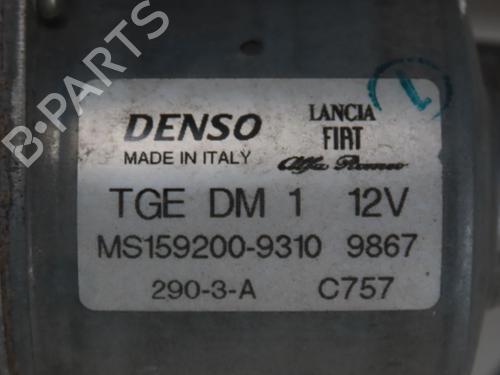 B-PARTS
DENSO
MADE IN ITALY
LANCIA
FIAT
Alfa Romeo
TGE DM 1 12V
MS159200-9310 9867
290-3-A C757